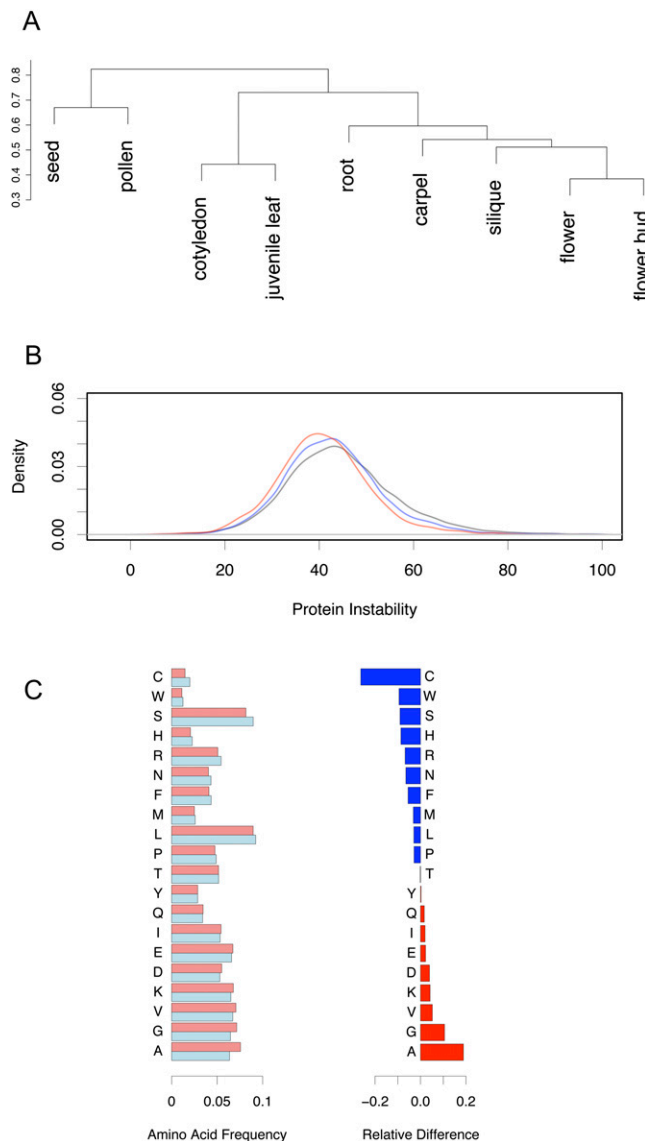 A
0.8
0.7
0.6
0.5
0.4
0.3
seed
pollen
cotyledon
juvenile leaf
root
carpel
silique
flower
flower bud
B
0.06
0.03
0.00
Density
0 20 40 60 80 100
Protein Instability
C
C C
W W
S S
H H
R R
N N
F F
M M
L L
P P
T T
Y Y
Q Q
I I
E E
D D
K K
V V
G G
A A
0 0.05 0.1 −0.2 0.0 0.2
Amino Acid Frequency Relative Difference